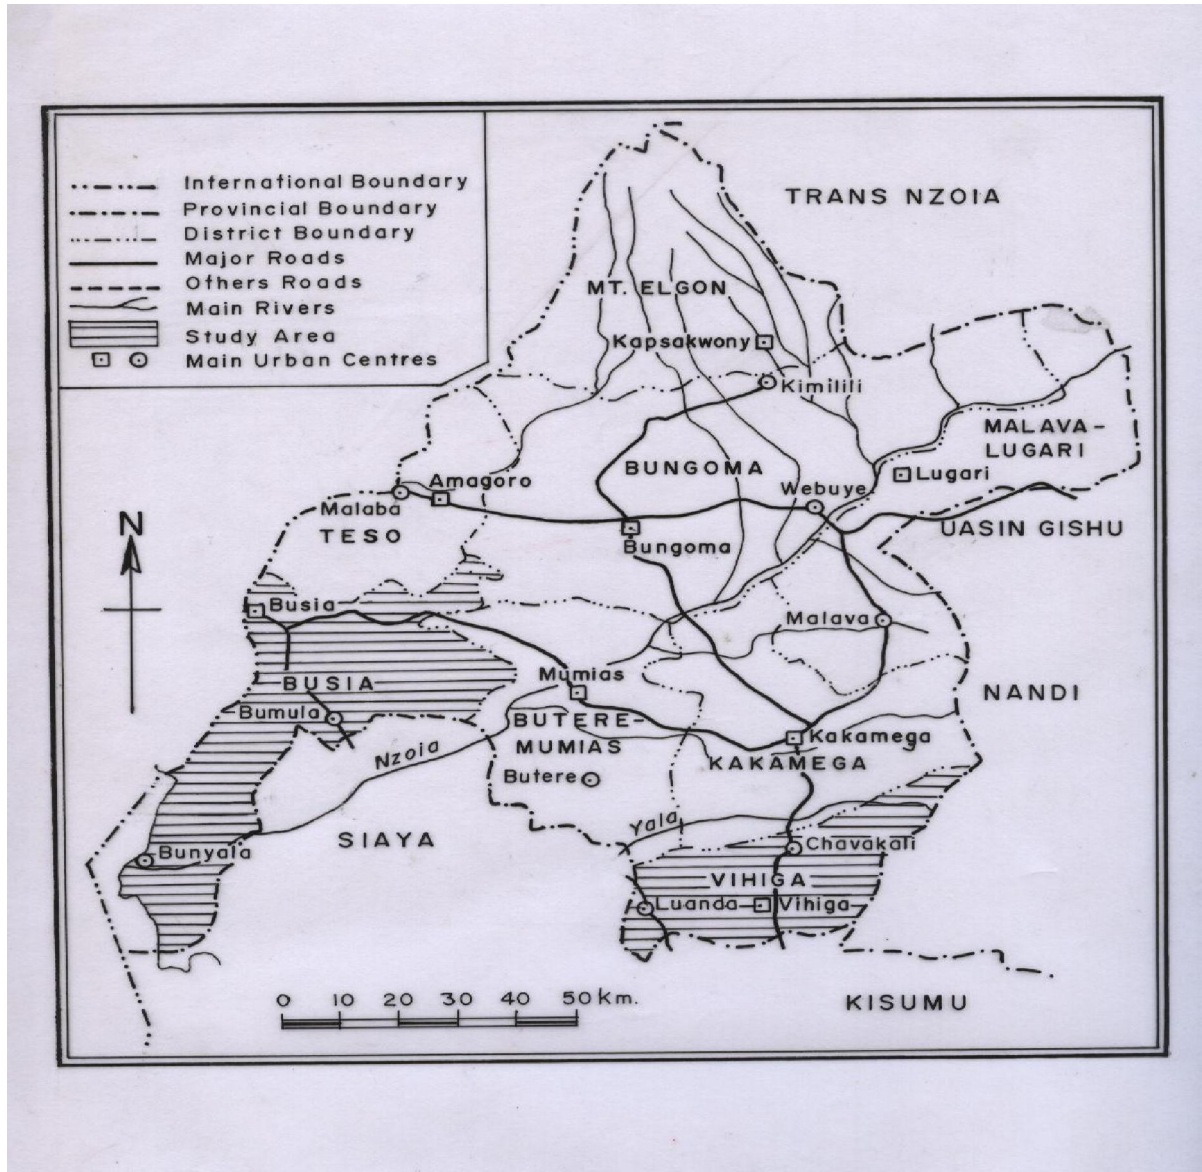 International Boundary
Provincial Boundary
District Boundary
Major Roads
Others Roads
Main Rivers
Study Area
Main Urban Centres
TRANS NZOIA
MT. ELGON
Kapsakwony
Kimilili
MALAVA-
LUGARI
BUNGOMA
Lugari
Amagoro
Webuye
Malaba
N
TESO
UASIN GISHU
Bungoma
Busia
Malava
Mumias
BUSIA
NANDI
Bumula
BUTERE-
MUMIAS
Kakamega
Nzoia
KAKAMEGA
Butere
Yala
SIAYA
Chavakali
Bunyala
VIHIGA
Luanda
Vihiga
0 10 20 30 40 50 Km.
KISUMU